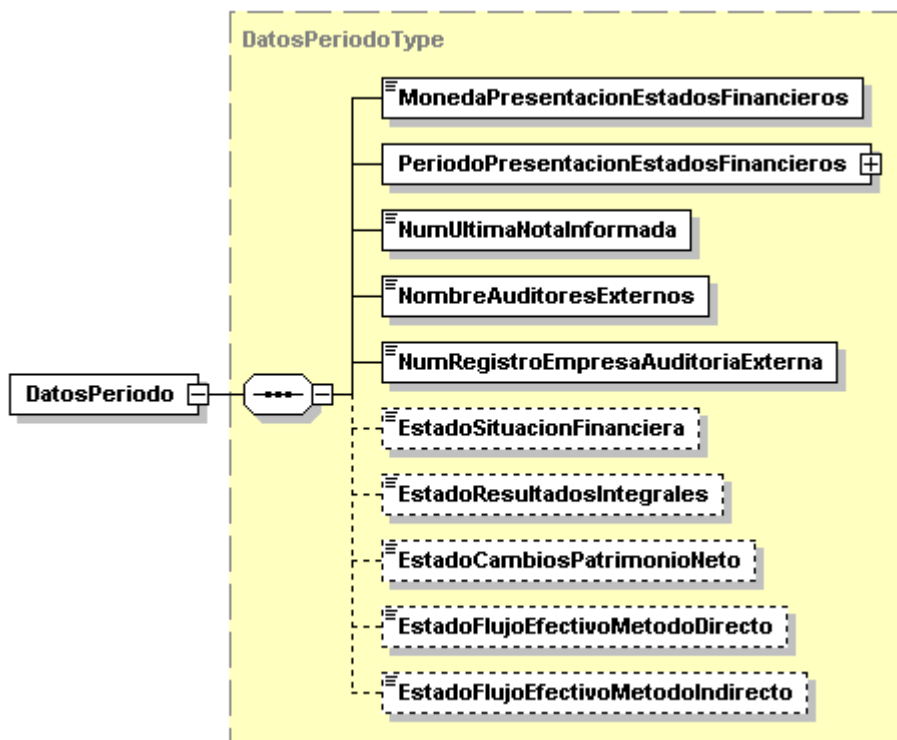 DatosPeriodoType
MonedaPresentacionEstadosFinancieros
PeriodoPresentacionEstadosFinancieros
NumUltimaNotaInformada
NombreAuditoresExternos
NumRegistroEmpresaAuditoriaExterna
DatosPeriodo
EstadoSituacionFinanciera
EstadoResultadosIntegrales
EstadoCambiosPatrimonioNeto
EstadoFlujoEfectivoMetodoDirecto
EstadoFlujoEfectivoMetodoIndirecto